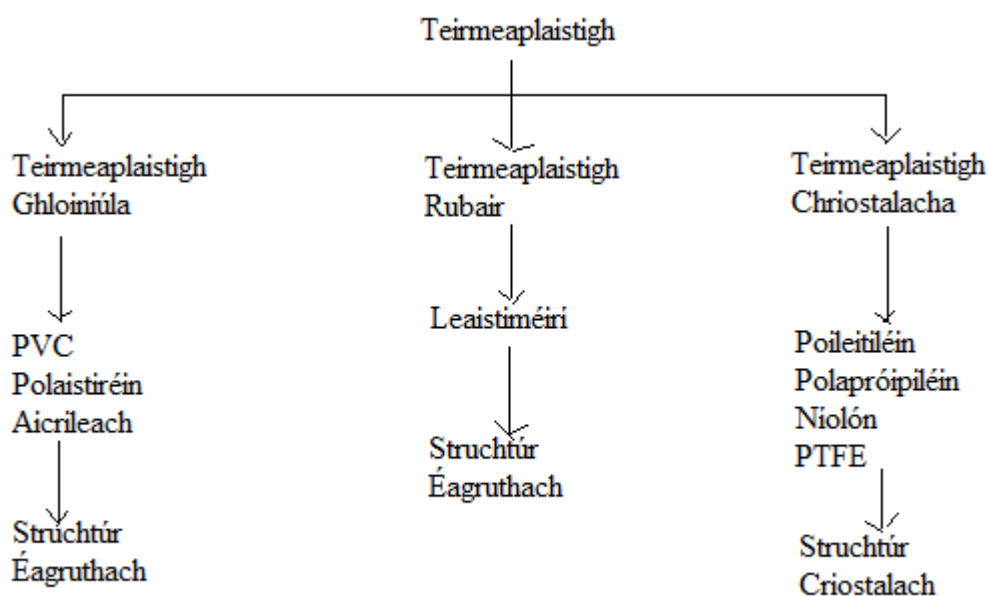 Teirmeaplaistigh
Teirmeaplaistigh
Ghloiniúla
PVC
Polaistiréin
Aicrileach
Struchtúr
Éagruthach
Teirmeaplaistigh
Rubair
Leaistiméirí
Struchtúr
Éagruthach
Teirmeaplaistigh
Chriostalacha
Poileitiléin
Polapróipiléin
Níolón
PTFE
Struchtúr
Criostalach